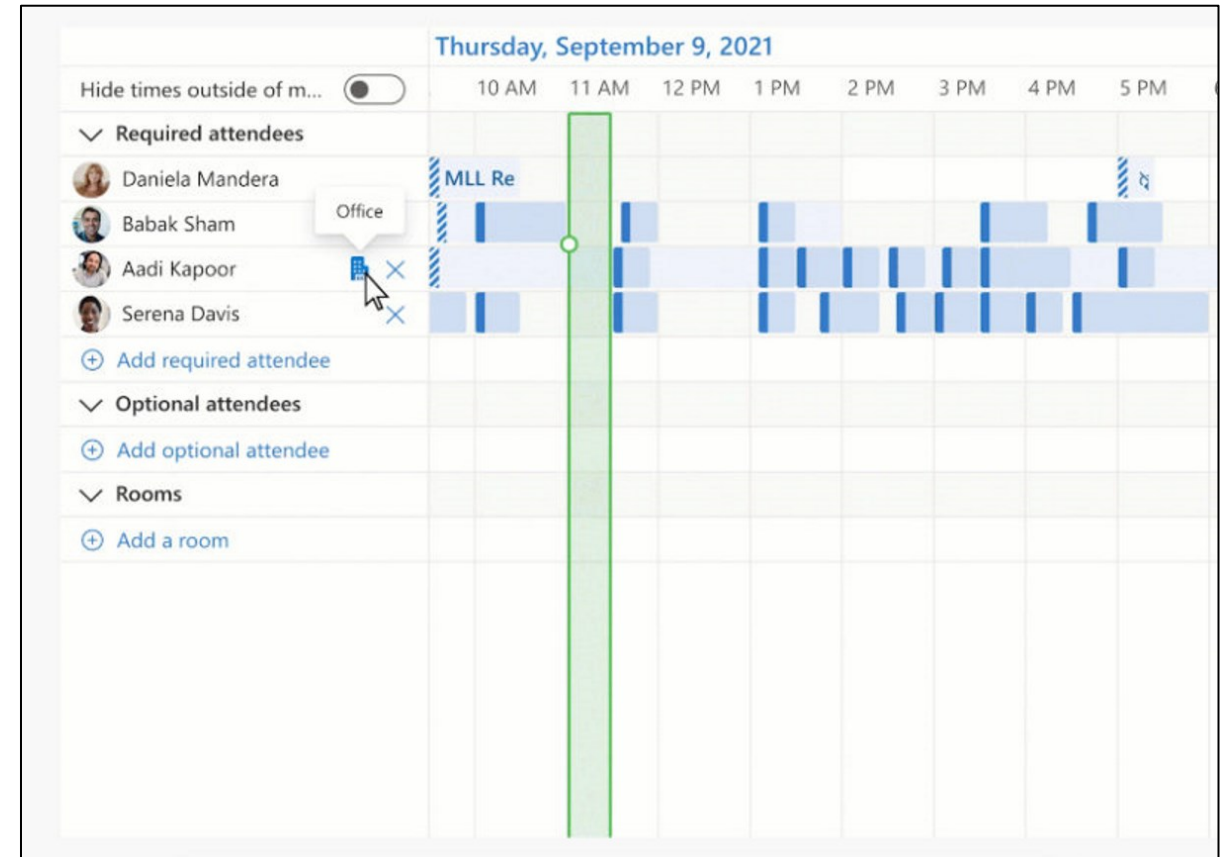 Thursday, September 9, 2021
Hide times outside of m...
10 AM 11 AM 12 PM 1 PM 2 PM 3 PM 4 PM 5 PM
Required attendees
Daniela Mandera
MLL Re
Babak Sham
Office
Aadi Kapoor
Serena Davis
Add required attendee
Optional attendees
Add optional attendee
Rooms
Add a room